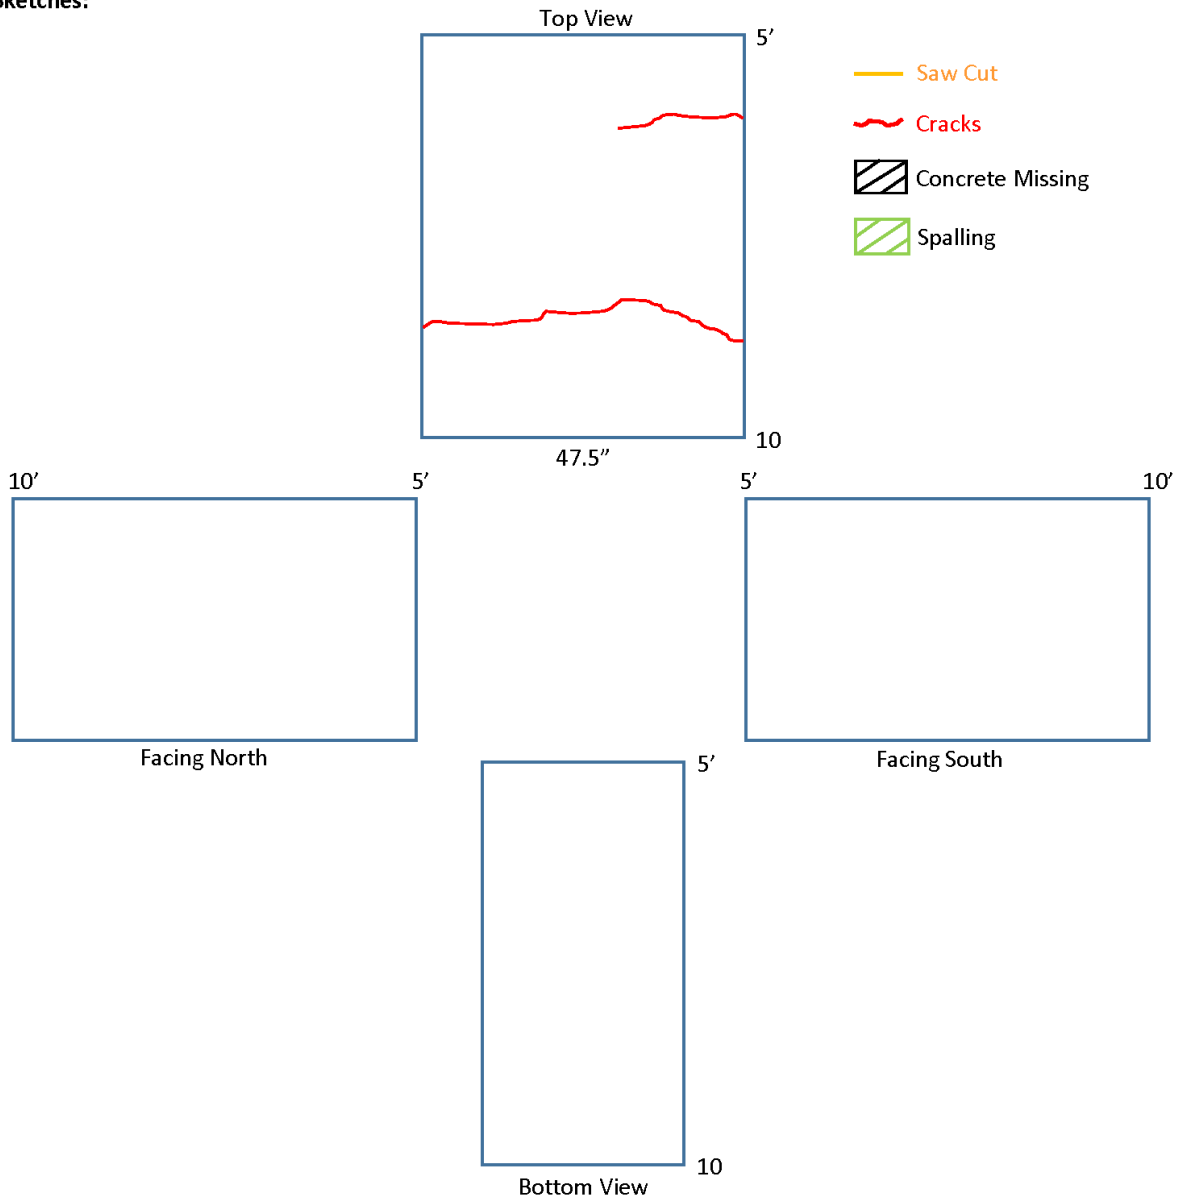 Sketches:
Top View
5’
Saw Cut
Cracks
Concrete Missing
Spalling
10
47.5”
10’
5’
5’
10’
Facing North
Facing South
5’
10
Bottom View